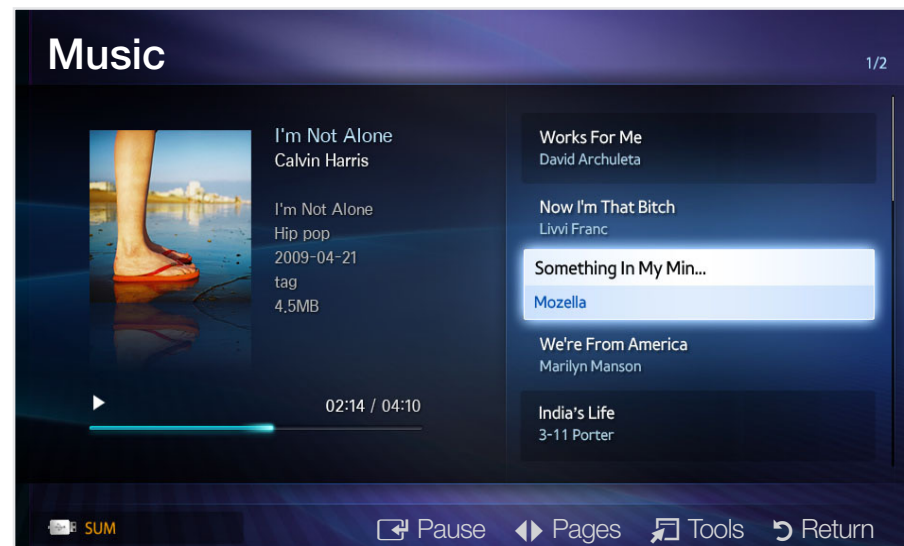 Music
1/2
I'm Not Alone
Calvin Harris
I'm Not Alone
Hip pop
2009-04-21
tag
4.5MB
02:14 / 04:10
Works For Me
David Archuleta
Now I'm That Bitch
Livvi Franc
Something In My Min...
Mozella
We're From America
Marilyn Manson
India's Life
3-11 Porter
SUM
Pause Pages Tools Return